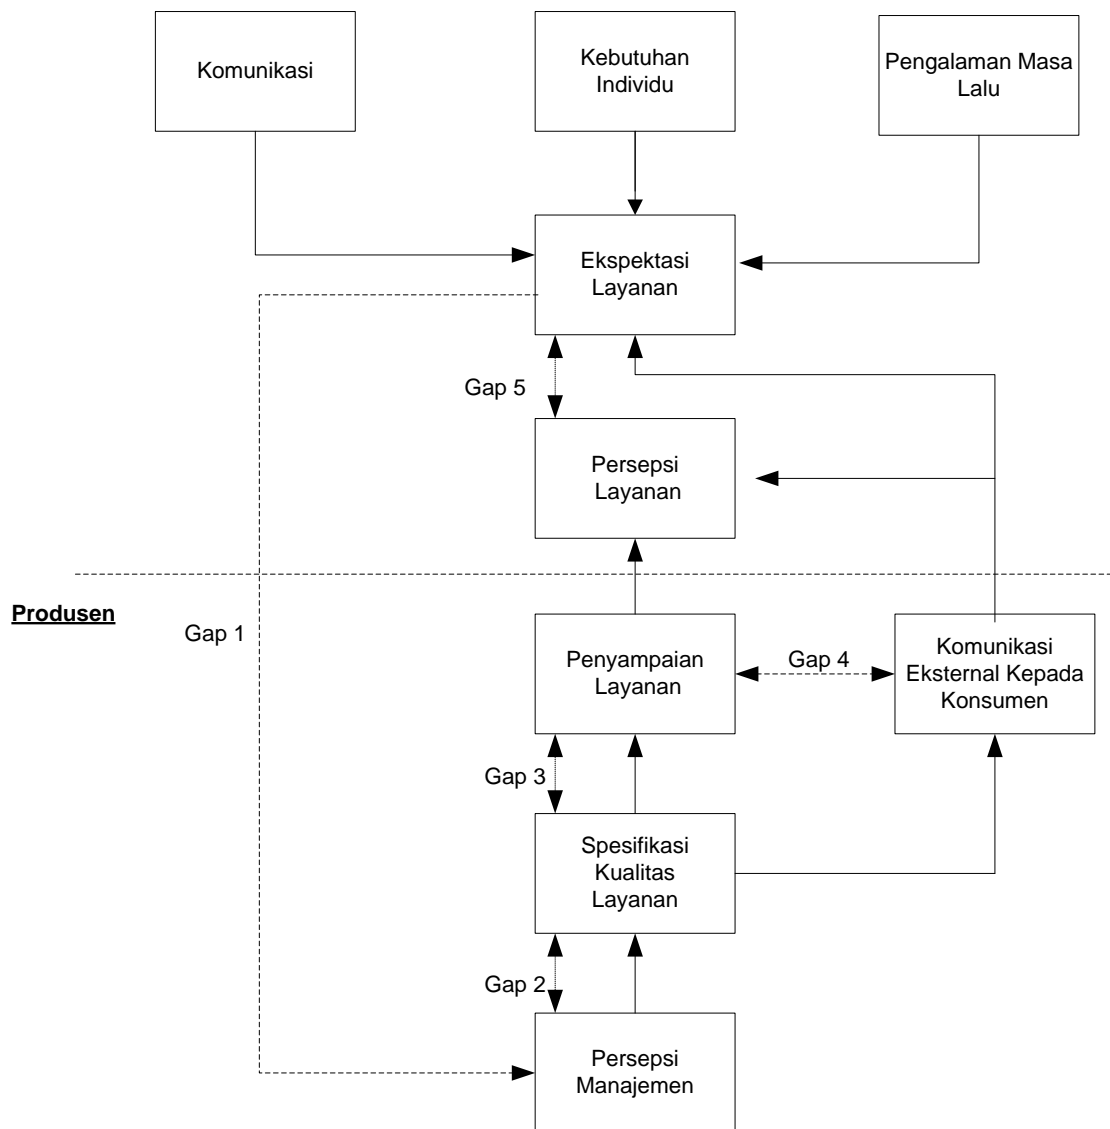 Komunikasi
Kebutuhan
Individu
Pengalaman Masa
Lalu
Ekspektasi
Layanan
Gap 5
Persepsi
Layanan
Produsen
Gap 1
Penyampaian
Layanan
Gap 4
Komunikasi
Eksternal Kepada
Konsumen
Gap 3
Spesifikasi
Kualitas
Layanan
Gap 2
Persepsi
Manajemen